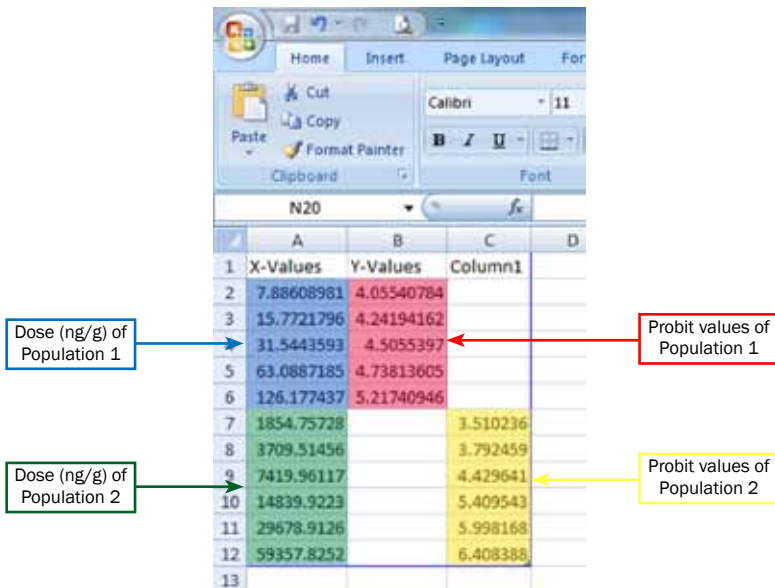 Home Insert Page Layout For
Cut
Calibri 11
Copy
Paste
B I U
Format Painter
Clipboard Font
N20 fx
A B C D
1 X-Values Y-Values Column1
2 7.88608981 4.05540784
3 15.7721796 4.24194162
31.5443593 4.5055397
5 63.0887185 4.73813605
6 126.177437 5.21740946
7 1854.75728 3.510236
8 3709.51456 3.792459
9 7419.96117 4.429641
10 14839.9223 5.409543
11 29678.9126 5.998168
12 59357.8252 6.408388
13
Dose (ng/g) of
Population 1
Probit values of
Population 1
Dose (ng/g) of
Population 2
Probit values of
Population 2